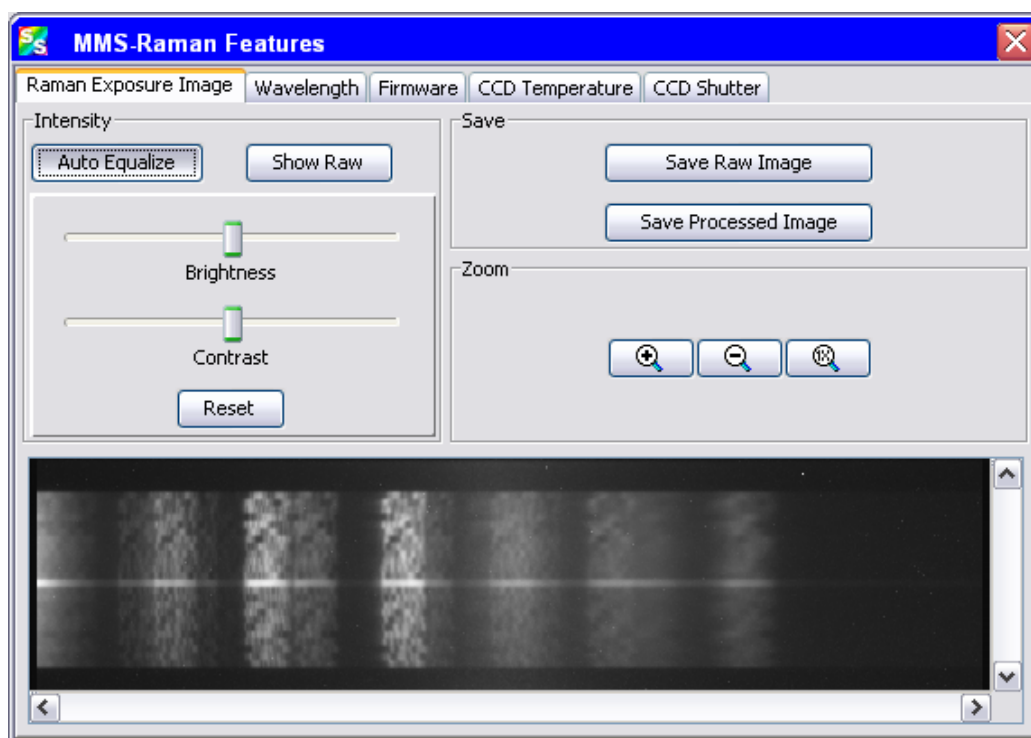 MMS-Raman Features
Raman Exposure Image Wavelength Firmware CCD Temperature CCD Shutter
Intensity
Auto Equalize Show Raw
Brightness
Contrast
Reset
Save
Save Raw Image
Save Processed Image
Zoom
1X